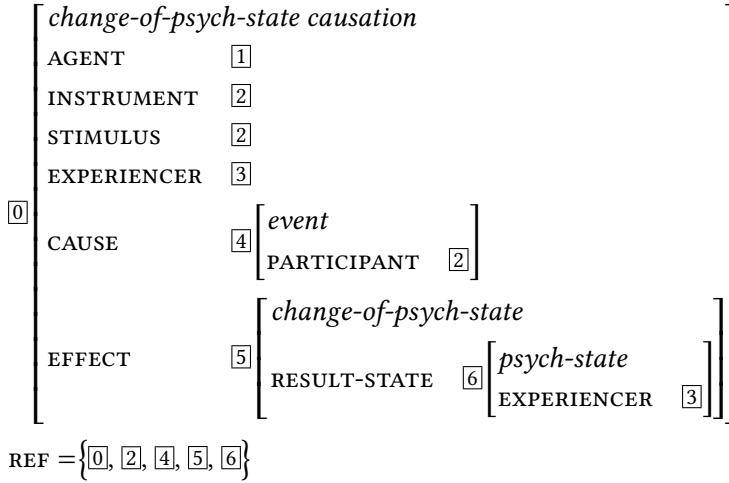 change-of-psych-state causation
AGENT 1
INSTRUMENT 2
STIMULUS 2
EXPERIENCER 3
0
event
CAUSE 4
PARTICIPANT 2
change-of-psych-state
EFFECT 5
psych-state
RESULT-STATE 6
EXPERIENCER 3
REF ={0, 2, 4, 5, 6}